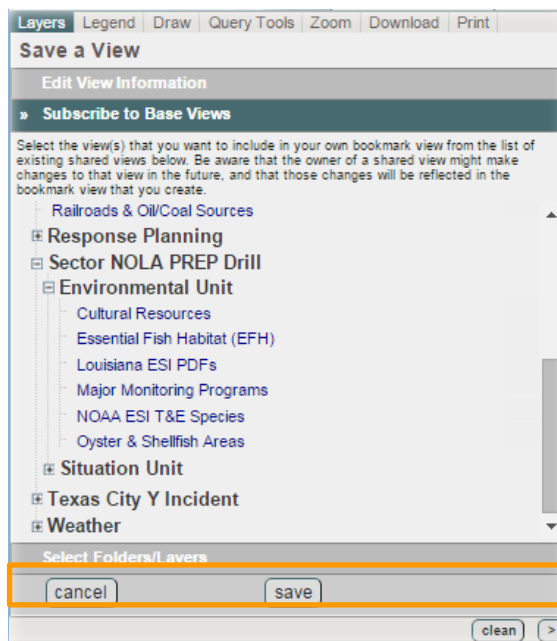 Layers Legend Draw Query Tools Zoom Download Print
Save a View
Edit View Information
» Subscribe to Base Views
Select the view(s) that you want to include in your own bookmark view from the list of
existing shared views below. Be aware that the owner of a shared view might make
changes to that view in the future, and that those changes will be reflected in the
bookmark view that you create.
Railroads & Oil/Coal Sources
Response Planning
Sector NOLA PREP Drill
Environmental Unit
Cultural Resources
Essential Fish Habitat (EFH)
Louisiana ESI PDFs
Major Monitoring Programs
NOAA ESI T&E Species
Oyster & Shellfish Areas
Situation Unit
Texas City Y Incident
Weather
Select Folders/Layers
cancel save
clean >